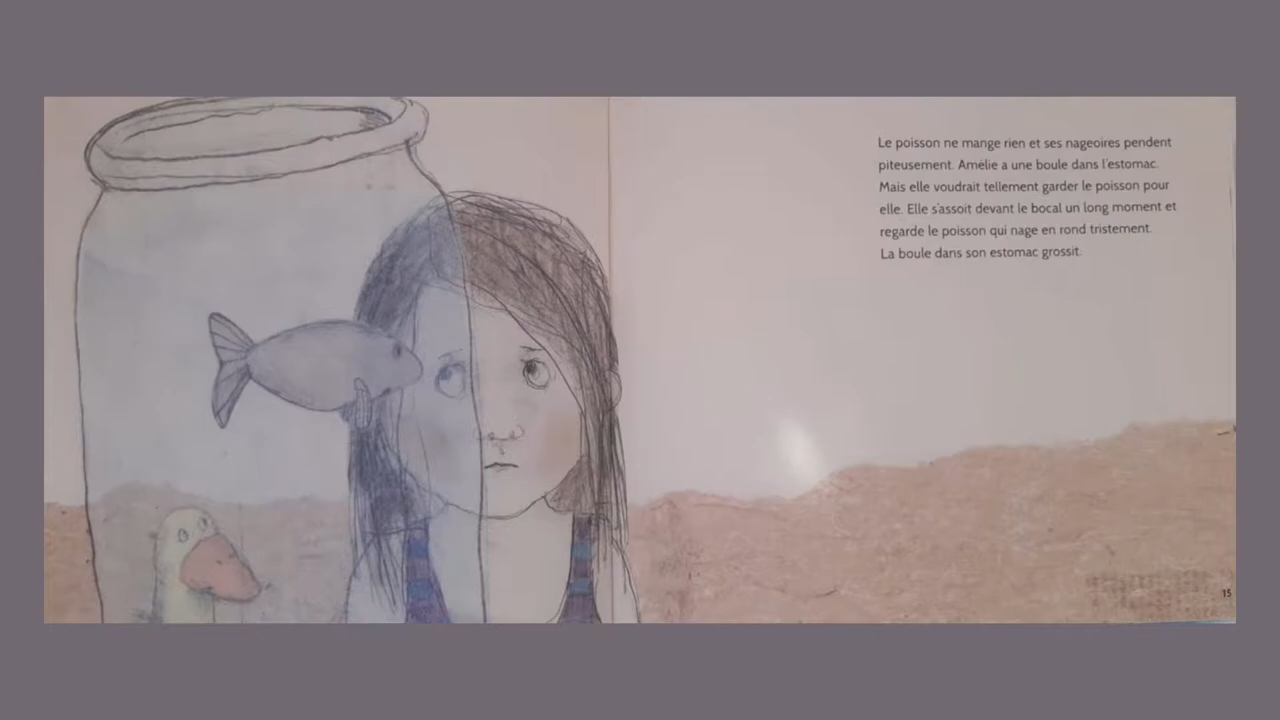 Le poisson ne mange rien et ses nageoires pendent
piteusement. Amélie a une boule dans l'estomac.
Mais elle voudrait tellement garder le poisson pour
elle. Elle s'assoit devant le bocal un long moment et
regarde le poisson qui nage en rond tristement.
La boule dans son estomac grossit.
15